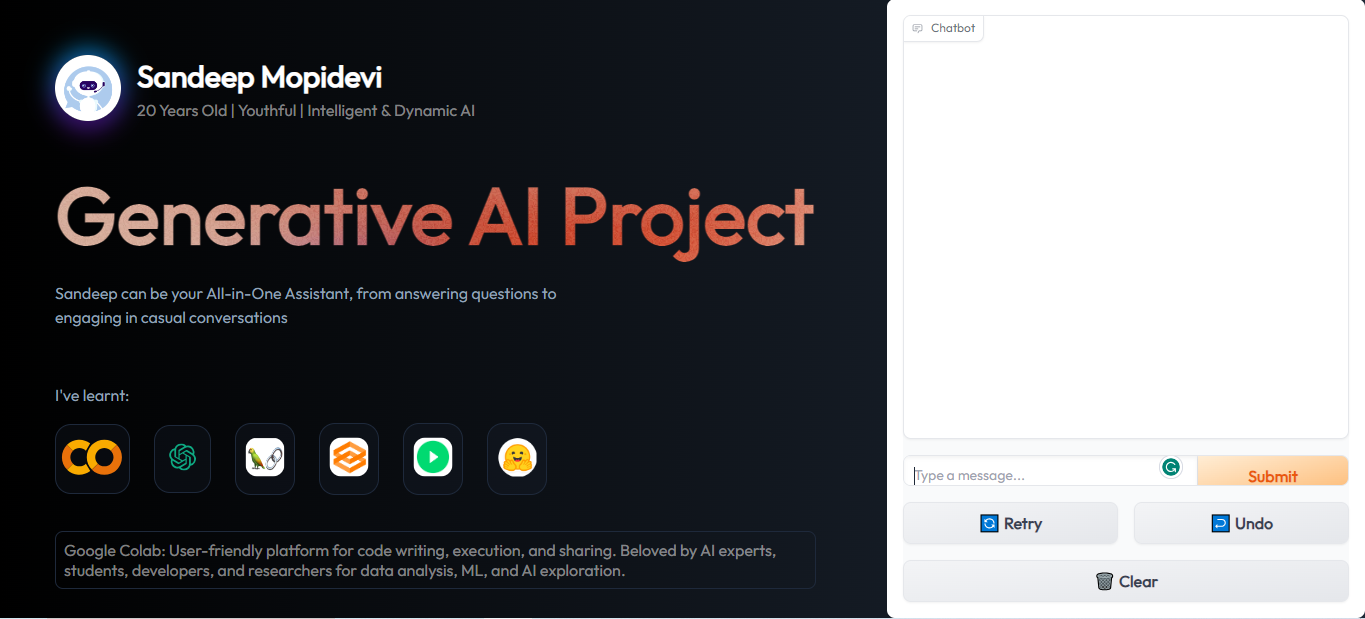 Sandeep Mopidevi
20 Years Old | Youthful | Intelligent & Dynamic AI
Generative AI Project
Sandeep can be your All-in-One Assistant, from answering questions to
engaging in casual conversations
I've learnt:
Google Colab: User-friendly platform for code writing, execution, and sharing. Beloved by AI experts,
students, developers, and researchers for data analysis, ML, and AI exploration.
Chatbot
Type a message...
Submit
Retry
Undo
Clear